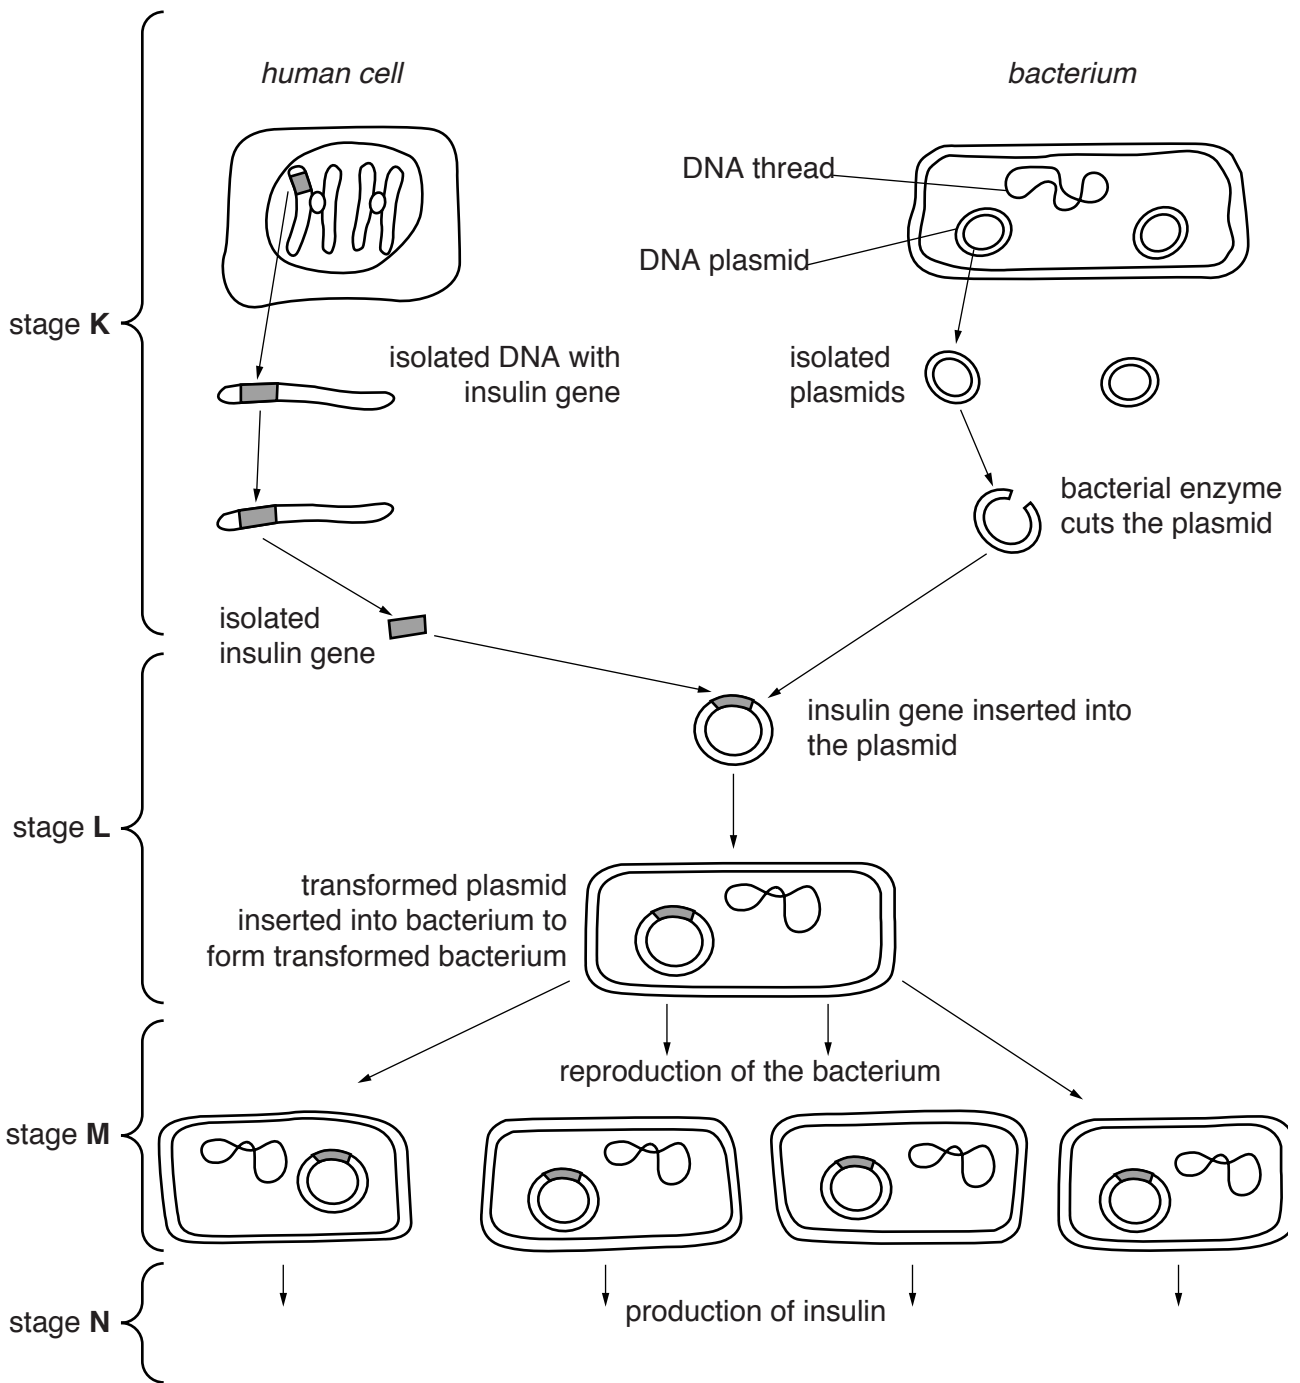 human cell
bacterium
DNA thread
DNA plasmid
stage K
isolated DNA with
insulin gene
isolated
plasmids
bacterial enzyme
cuts the plasmid
isolated
insulin gene
insulin gene inserted into
the plasmid
stage L
transformed plasmid
inserted into bacterium to
form transformed bacterium
reproduction of the bacterium
stage M
production of insulin
stage N